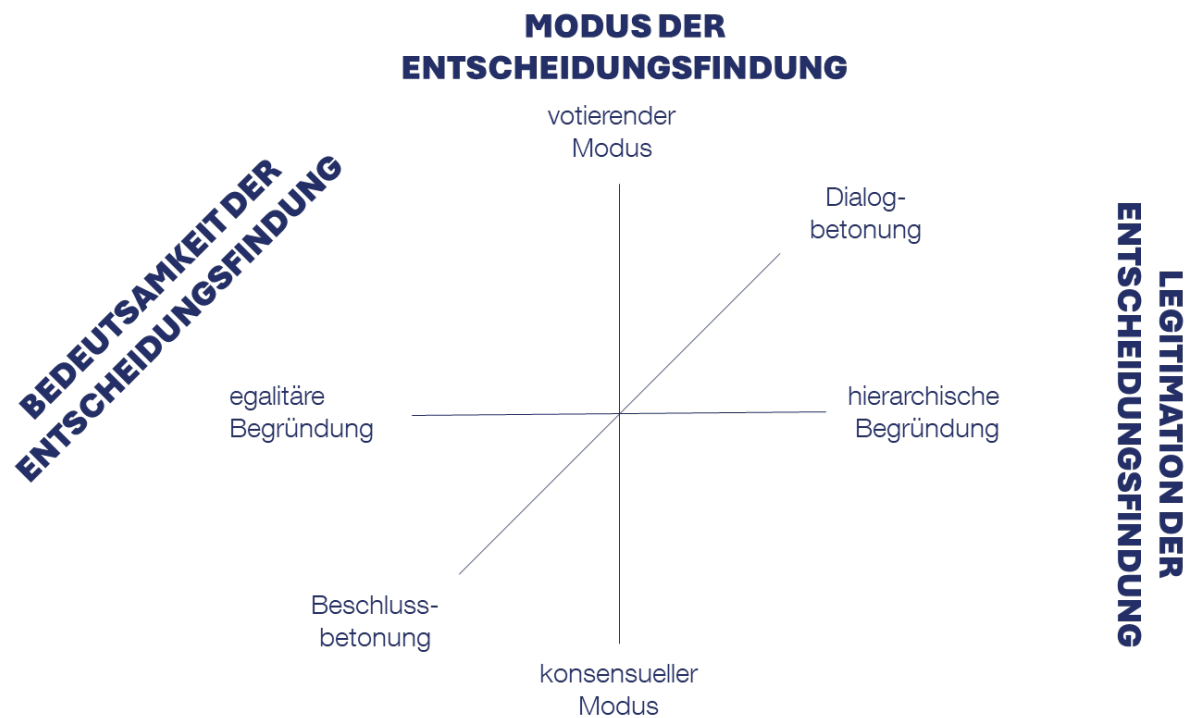 MODUS DER
ENTSCHEIDUNGSFINDUNG
votierender
Modus
BEDEUTSAMKEIT DER
ENTSCHEIDUNGSFINDUNG
Dialog-
betonung
LEGITIMATION DER
ENTSCHEIDUNGSFINDUNG
egalitäre
Begründung
hierarchische
Begründung
Beschluss-
betonung
konsensueller
Modus